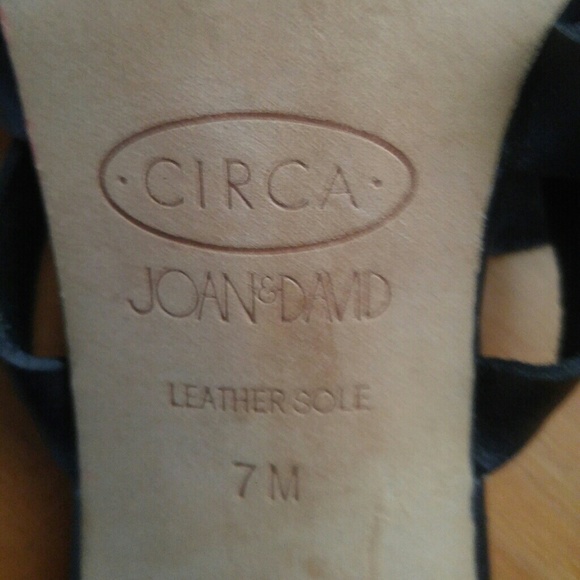 · CIRCA ·
JOAN & DAVID
LEATHER SOLE
7 M